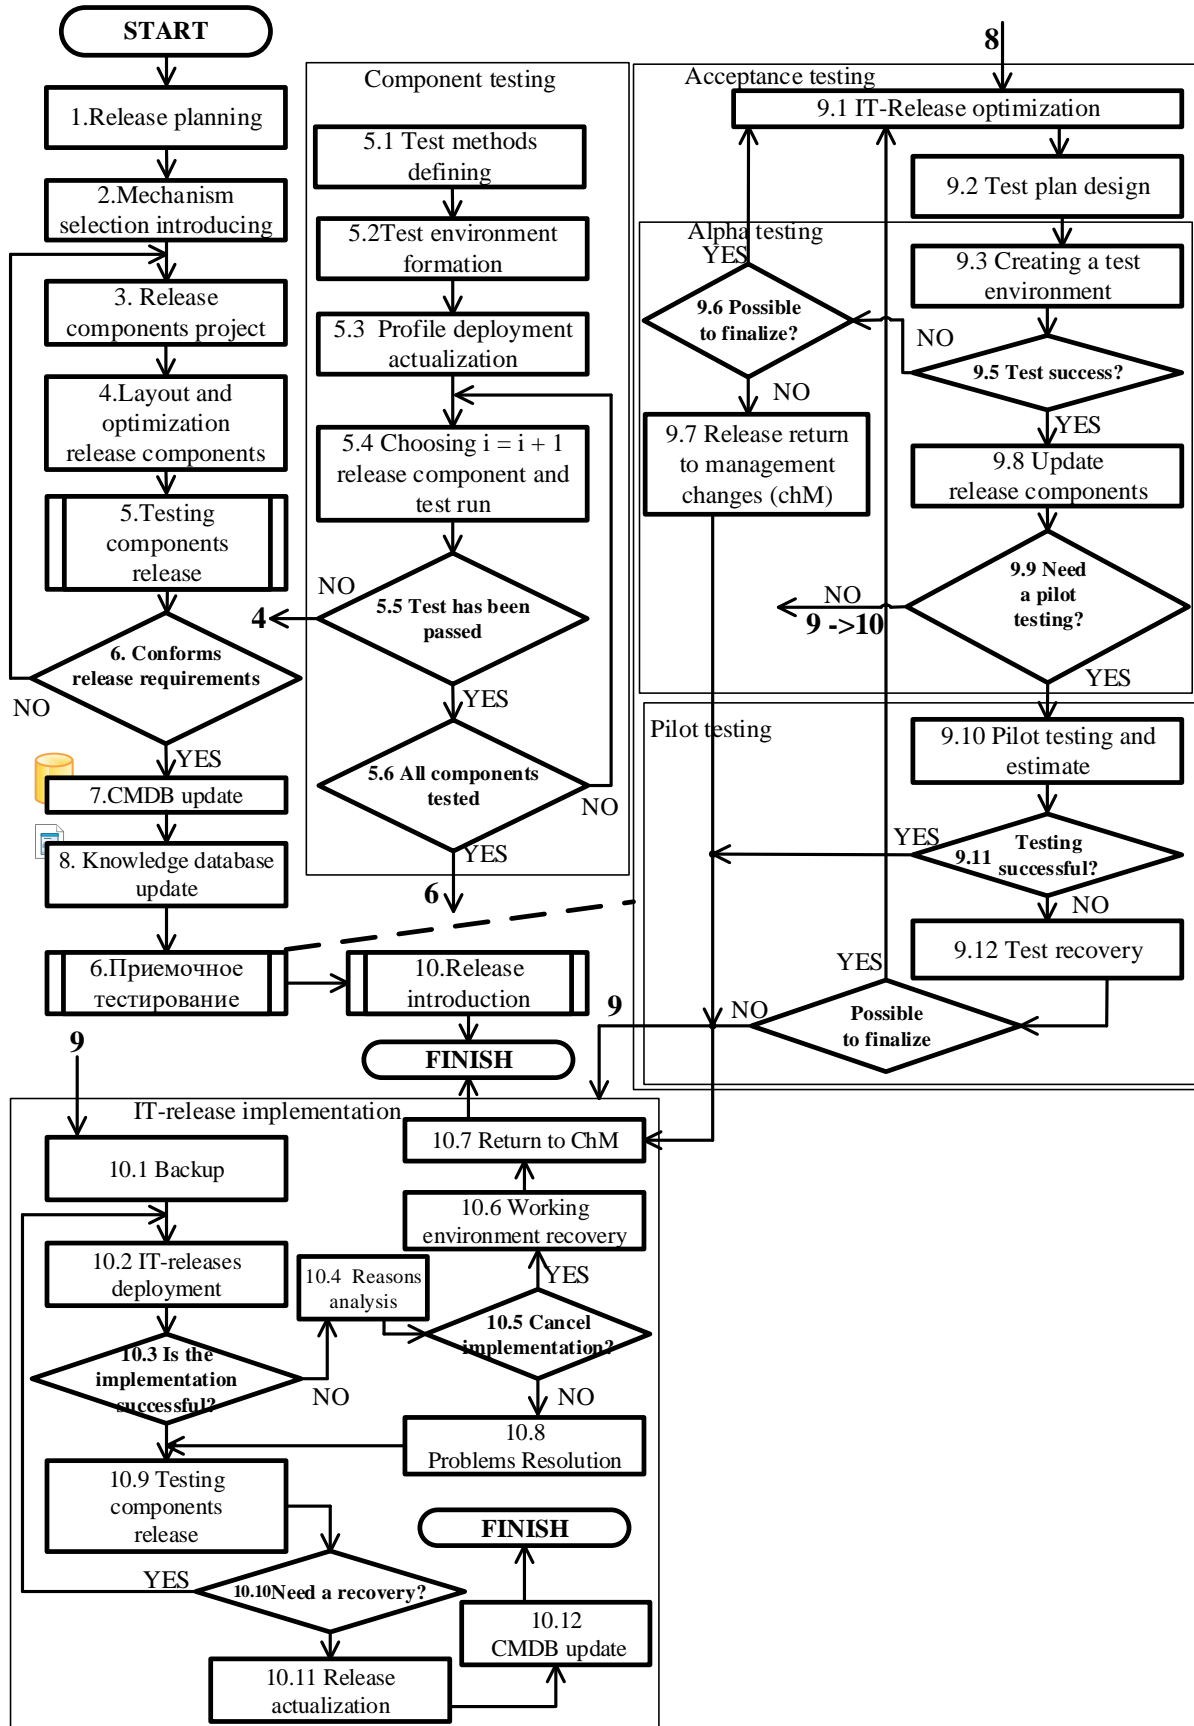 START
1.Release planning
2.Mechanism
selection introducing
3. Release
components project
4.Layout and
optimization
release components
5.Testing
components
release
6. Conforms
release requirements
NO
YES
7.CMDB update
8. Knowledge database
update
6.Приемочное
тестирование
10.Release
introduction
FINISH
Component testing
5.1 Test methods
defining
5.2Test environment
formation
5.3 Profile deployment
actualization
5.4 Choosing i = i + 1
release component and
test run
NO
5.5 Test has been
passed
4
YES
5.6 All components
tested
NO
YES
6
8
Acceptance testing
9.1 IT-Release optimization
9.2 Test plan design
Alpha testing
YES
9.3 Creating a test
environment
9.6 Possible
to finalize?
NO
9.5 Test success?
NO
YES
9.7 Release return
to management
changes (chM)
9.8 Update
release components
9.9 Need
a pilot
testing?
NO
9 ->10
YES
Pilot testing
9.10 Pilot testing and
estimate
YES
9.11
Testing
successful?
NO
9.12 Test recovery
YES
Possible
to finalize
NO
9
9
IT-release implementation
10.1 Backup
10.7 Return to ChM
10.6 Working
environment recovery
10.2 IT-releases
deployment
10.4 Reasons
analysis
YES
10.5 Cancel
implementation?
10.3 Is the
implementation
successful?
NO
NO
10.8
Problems Resolution
10.9 Testing
components
release
FINISH
YES
10.10Need a recovery?
10.12
CMDB update
10.11 Release
actualization